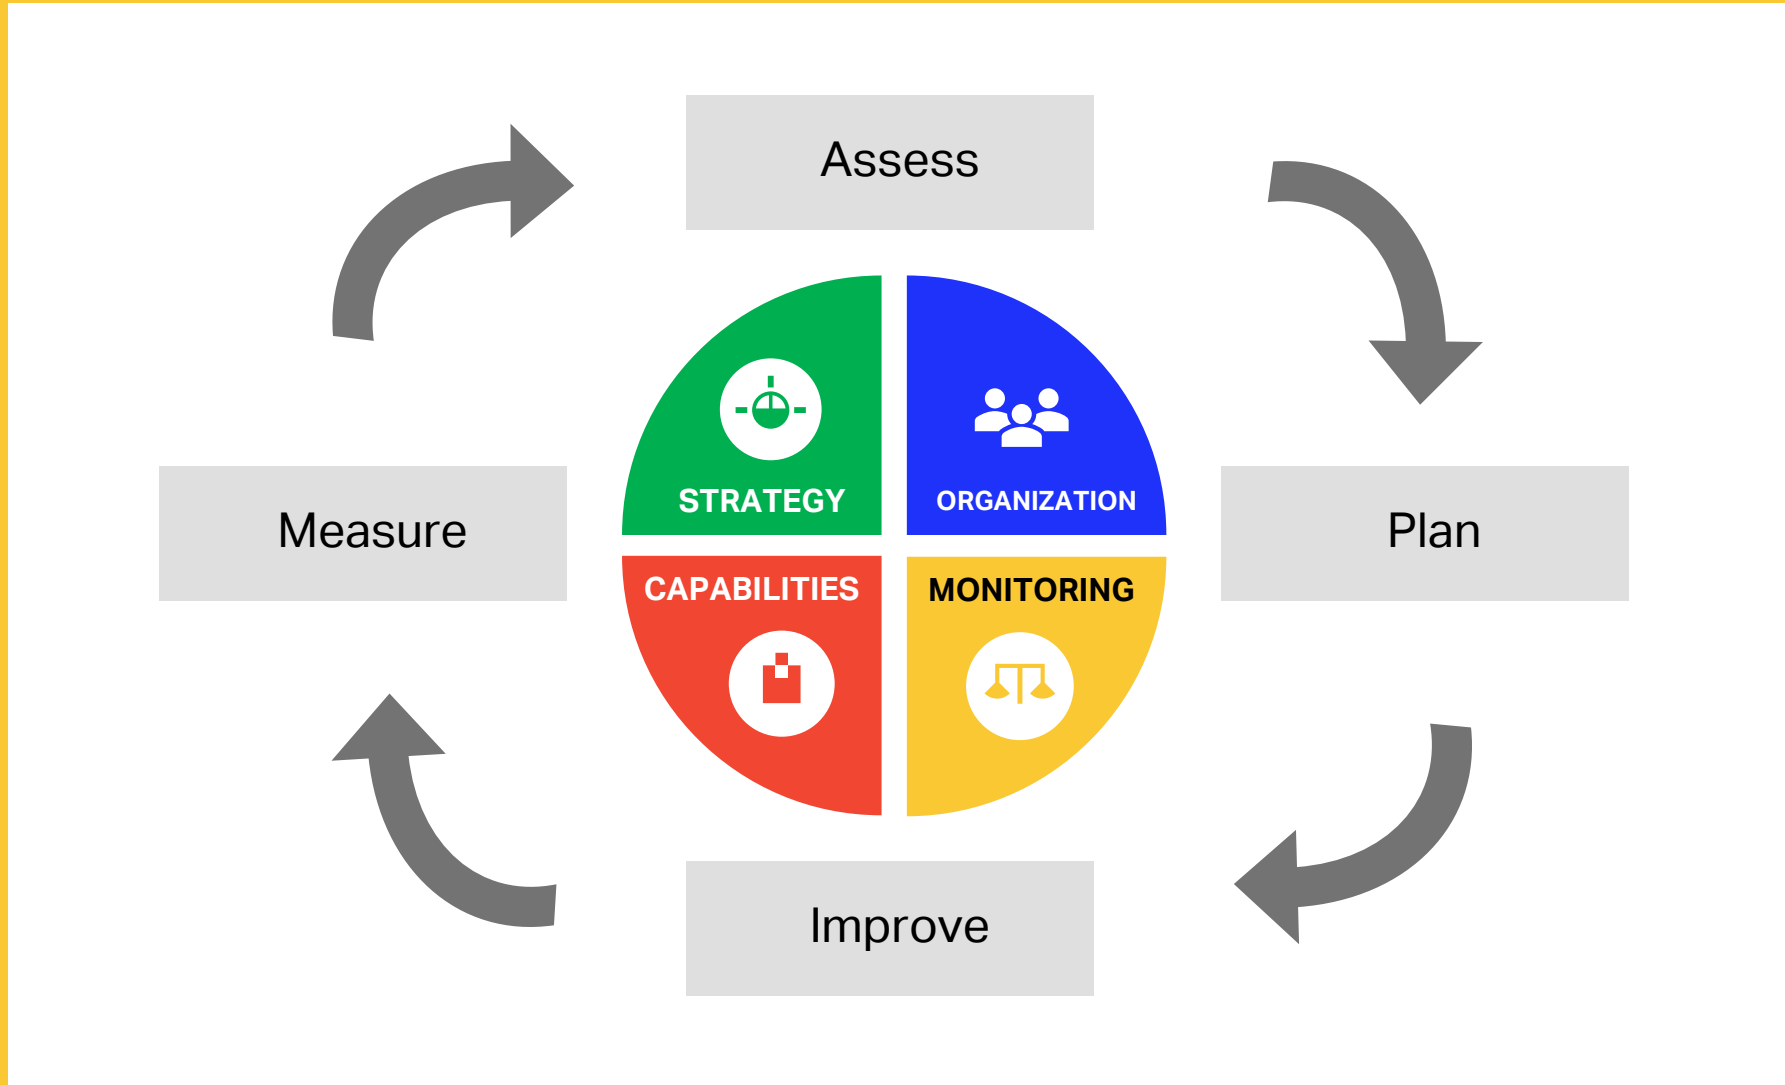 Assess
STRATEGY
ORGANIZATION
Measure
Plan
CAPABILITIES
MONITORING
Improve